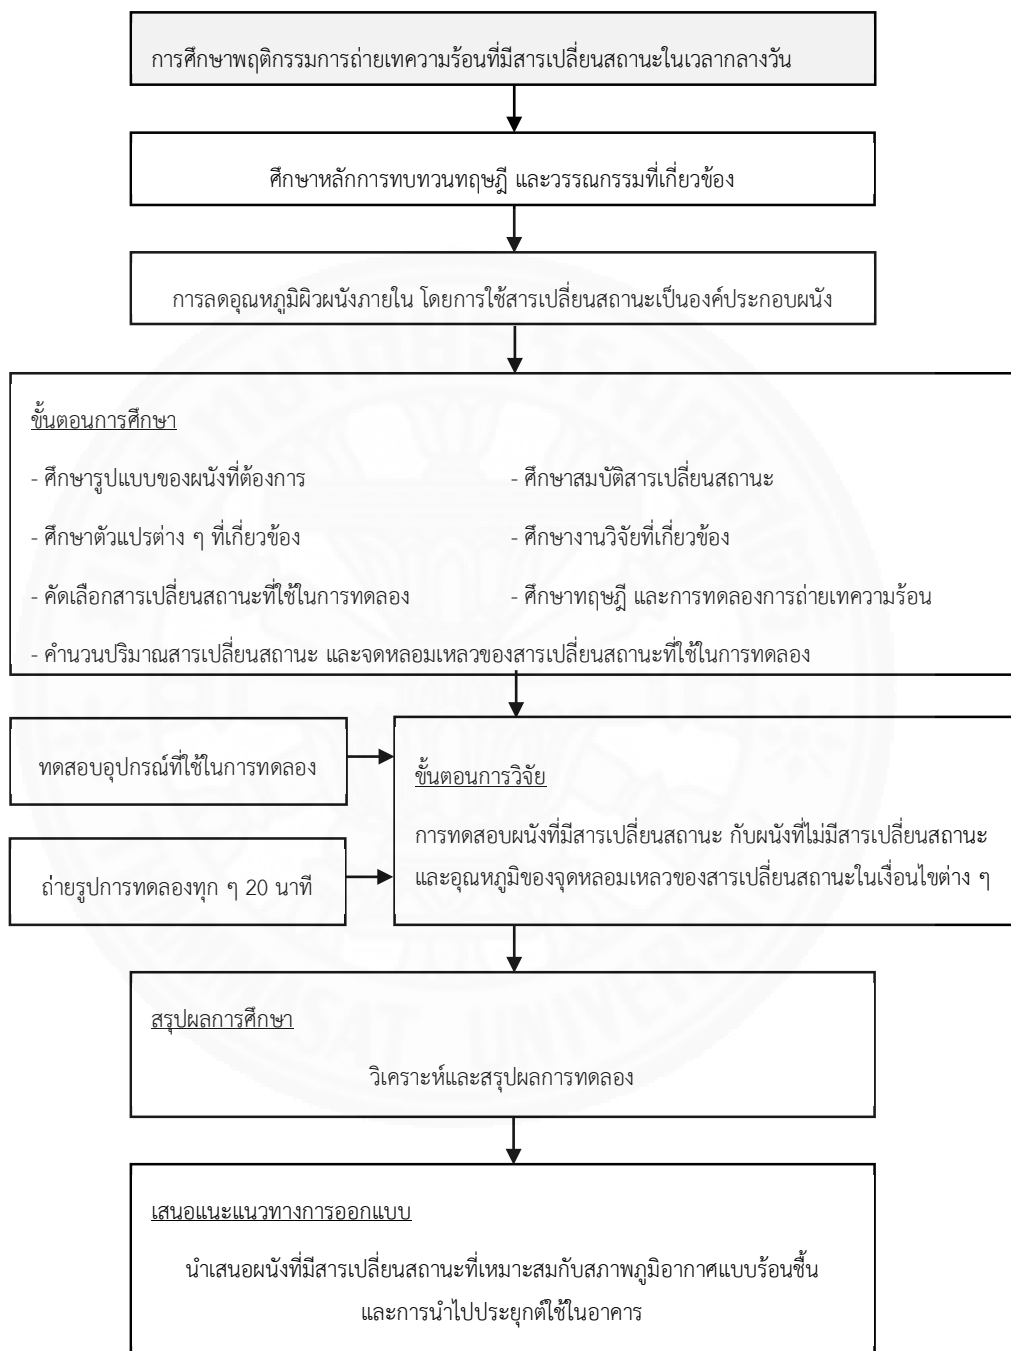 การศึกษาพฤติกรรมการถ่ายเทความร้อนที่มีสารเปลี่ยนสถานะในเวลากลางวัน
ศึกษาหลักการทบทวนทฤษฎี และวรรณกรรมที่เกี่ยวข้อง
การลดอุณหภูมิผิวผนังภายใน โดยการใช้สารเปลี่ยนสถานะเป็นองค์ประกอบผนัง
ขั้นตอนการศึกษา
- ศึกษารูปแบบของผนังที่ต้องการ - ศึกษาสมบัติสารเปลี่ยนสถานะ
- ศึกษาตัวแปรต่าง ๆ ที่เกี่ยวข้อง - ศึกษางานวิจัยที่เกี่ยวข้อง
- คัดเลือกสารเปลี่ยนสถานะที่ใช้ในการทดลอง - ศึกษาทฤษฎี และการทดลองการถ่ายเทความร้อน
- คำนวนปริมาณสารเปลี่ยนสถานะ และจดหลอมเหลวของสารเปลี่ยนสถานะที่ใช้ในการทดลอง
ทดสอบอุปกรณ์ที่ใช้ในการทดลอง
ถ่ายรูปการทดลองทุก ๆ 20 นาที
ขั้นตอนการวิจัย
การทดสอบผนังที่มีสารเปลี่ยนสถานะ กับผนังที่ไม่มีสารเปลี่ยนสถานะ
และอุณหภูมิของจุดหลอมเหลวของสารเปลี่ยนสถานะในเงื่อนไขต่าง ๆ
สรุปผลการศึกษา
วิเคราะห์และสรุปผลการทดลอง
เสนอแนะแนวทางการออกแบบ
นำเสนอผนังที่มีสารเปลี่ยนสถานะที่เหมาะสมกับสภาพภูมิอากาศแบบร้อนชื้น
และการนำไปประยุกต์ใช้ในอาคาร